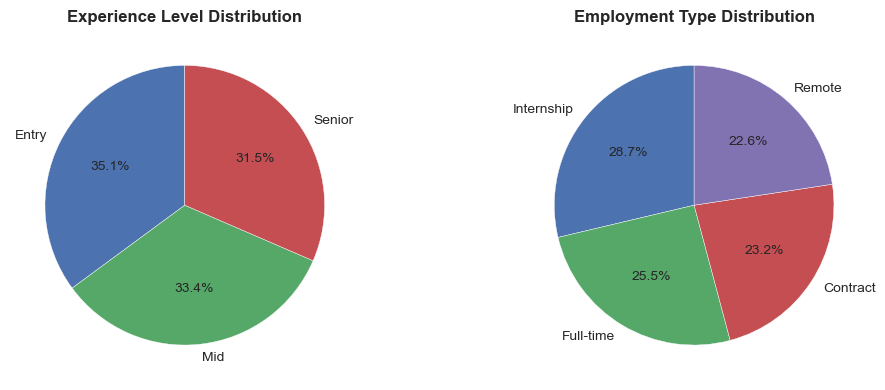 Experience Level Distribution
Entry
35.1%
Senior
31.5%
33.4%
Mid
Employment Type Distribution
Internship
28.7%
Remote
22.6%
25.5%
Full-time
23.2%
Contract